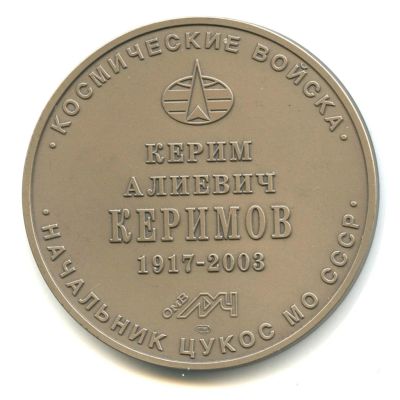 · КОСМИЧЕСКИЕ ВОЙСКА ·
КЕРИМ
АЛИЕВИЧ
КЕРИМОВ
1917-2003
· НАЧАЛЬНИК ЦУКОС МО СССР ·